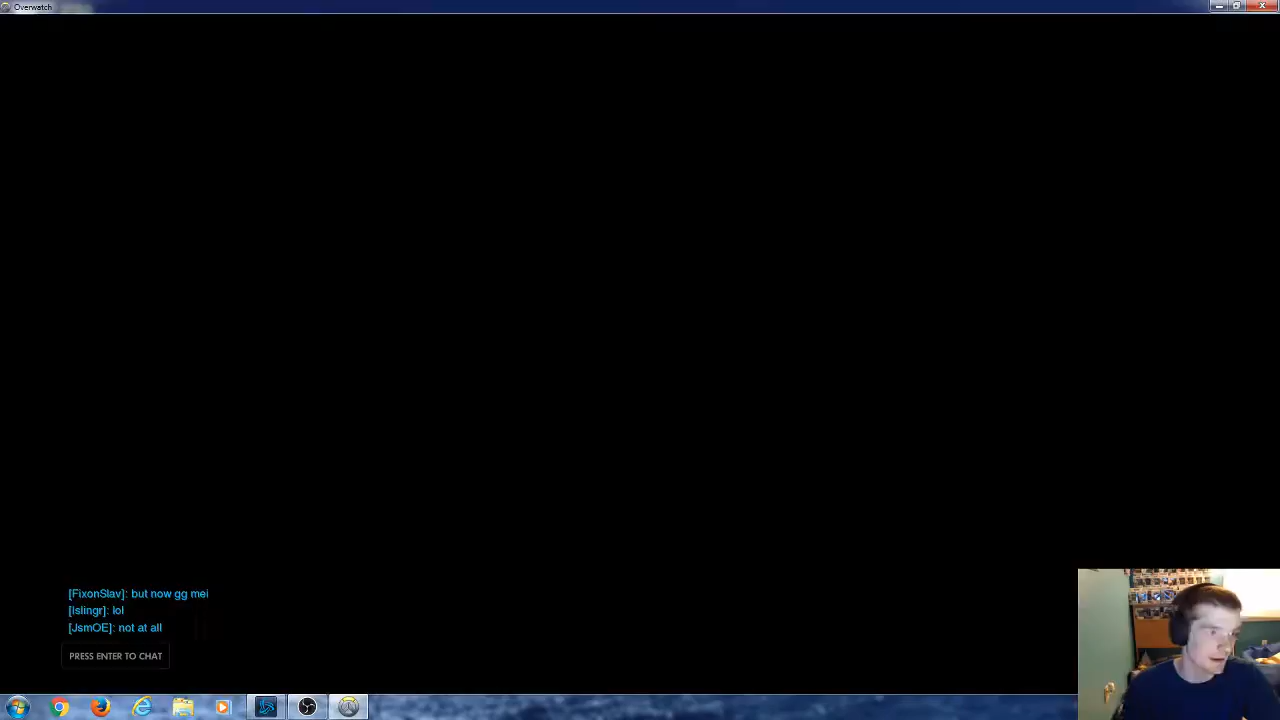 Overwatch
[FixonSlav]: but now gg mei
[Islingr]: lol
[JsmOE]: not at all
PRESS ENTER TO CHAT